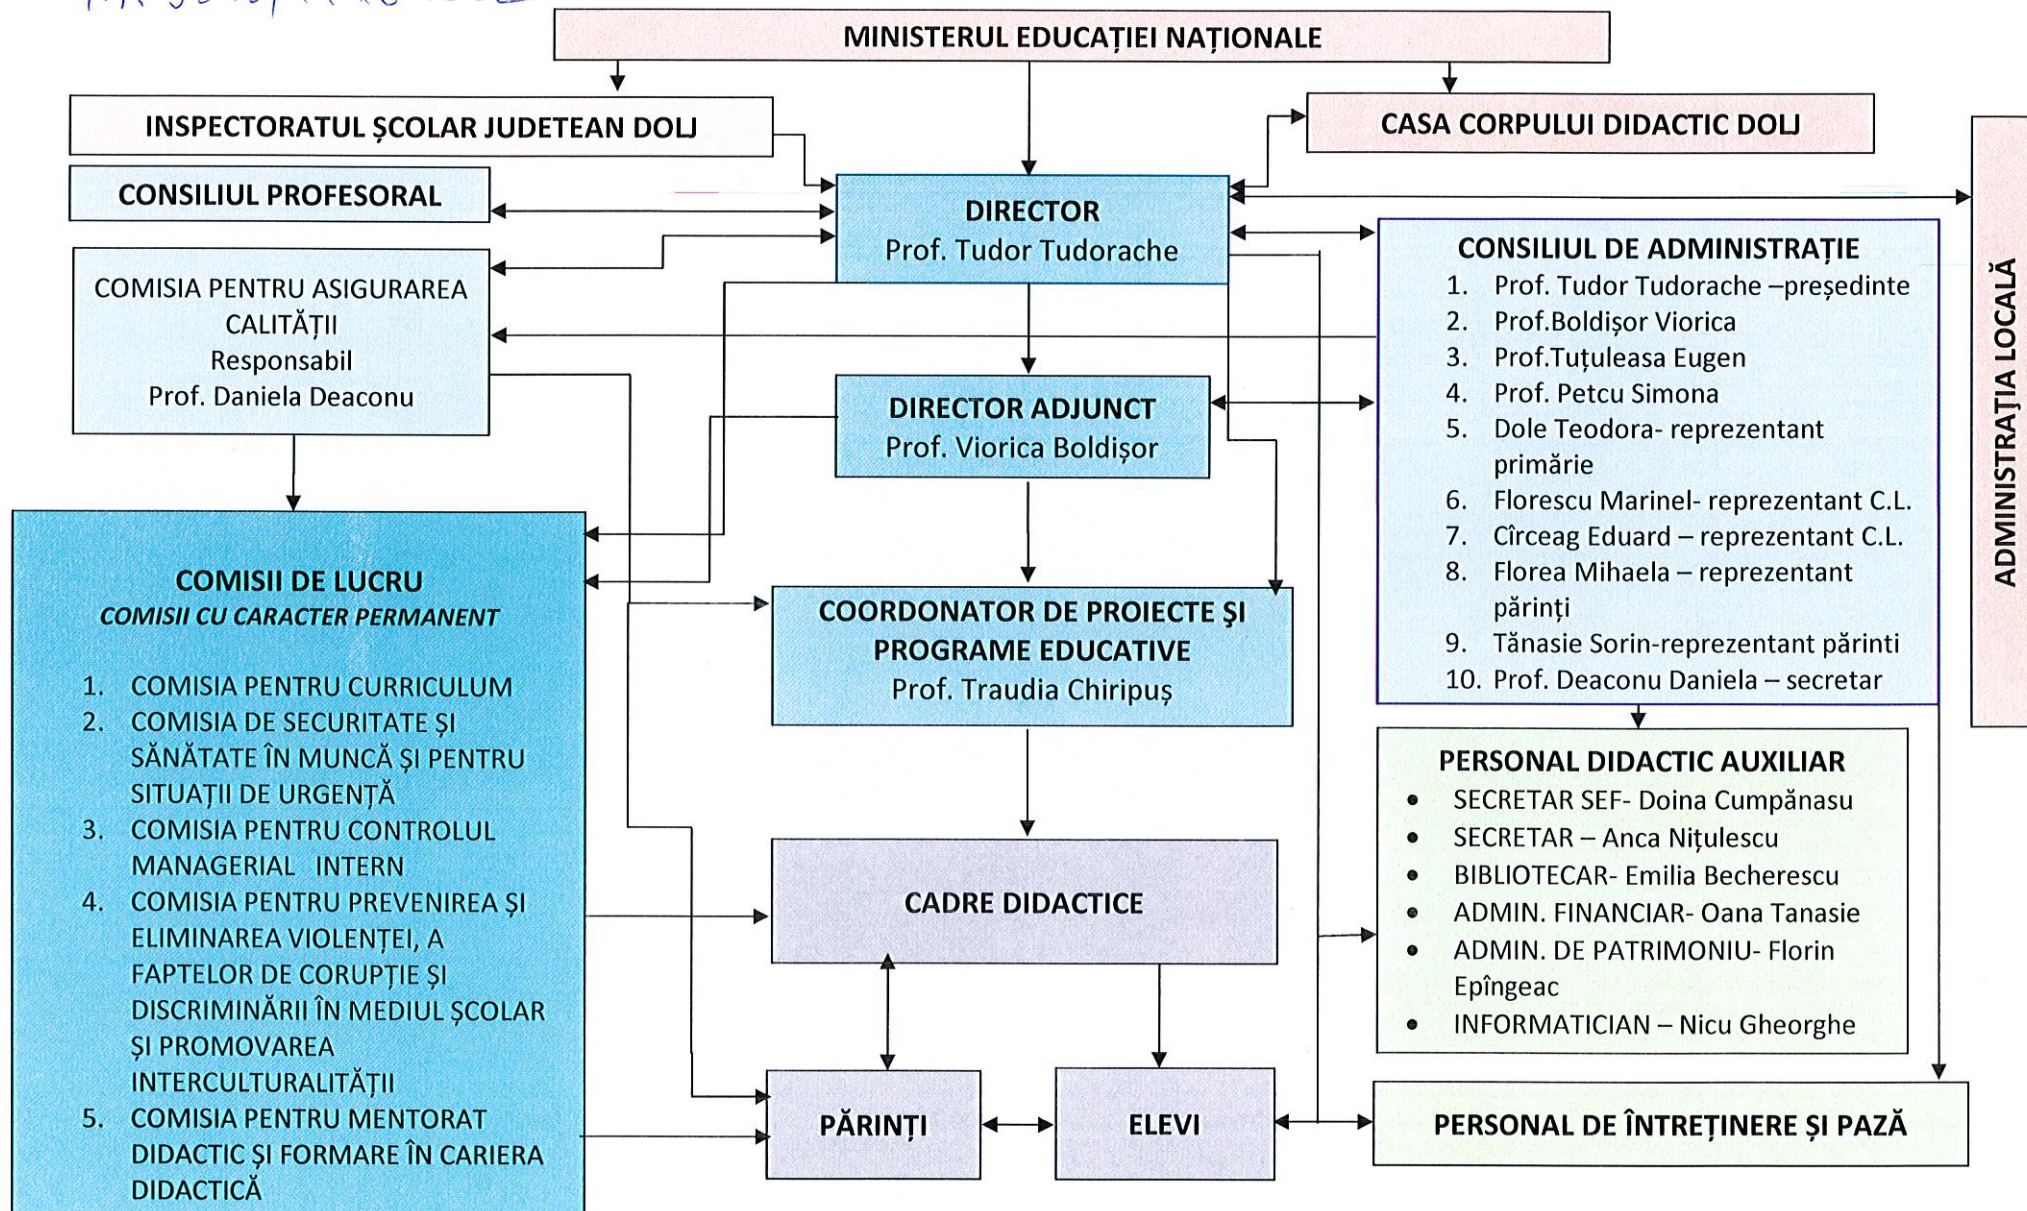 MINISTERUL EDUCAȚIEI NAȚIONALE
INSPECTORATUL ȘCOLAR JUDETEAN DOLJ
CASA CORPULUI DIDACTIC DOLJ
CONSILIUL PROFESORAL
DIRECTOR
Prof. Tudor Tudorache
COMISIA PENTRU ASIGURAREA
CALITĂȚII
Responsabil
Prof. Daniela Deaconu
CONSILIUL DE ADMINISTRAȚIE
1. Prof. Tudor Tudorache –președinte
2. Prof.Boldișor Viorica
3. Prof.Tuțuleasa Eugen
4. Prof. Petcu Simona
5. Dole Teodora- reprezentant
primărie
6. Florescu Marinel- reprezentant C.L.
7. Cîrceag Eduard – reprezentant C.L.
8. Florea Mihaela – reprezentant
părinți
9. Tănasie Sorin-reprezentant părinti
10. Prof. Deaconu Daniela – secretar
ADMINISTRAŢIA LOCALĂ
DIRECTOR ADJUNCT
Prof. Viorica Boldișor
COMISII DE LUCRU
COMISII CU CARACTER PERMANENT
1. COMISIA PENTRU CURRICULUM
2. COMISIA DE SECURITATE ȘI
SĂNĂTATE ÎN MUNCĂ ȘI PENTRU
SITUAȚII DE URGENȚĂ
3. COMISIA PENTRU CONTROLUL
MANAGERIAL INTERN
4. COMISIA PENTRU PREVENIREA ȘI
ELIMINAREA VIOLENȚEI, A
FAPTELOR DE CORUPȚIE ȘI
DISCRIMINĂRII ÎN MEDIUL ȘCOLAR
ȘI PROMOVAREA
INTERCULTURALITĂȚII
5. COMISIA PENTRU MENTORAT
DIDACTIC ȘI FORMARE ÎN CARIERA
DIDACTICĂ
COORDONATOR DE PROIECTE ŞI
PROGRAME EDUCATIVE
Prof. Traudia Chiripuș
PERSONAL DIDACTIC AUXILIAR
• SECRETAR SEF- Doina Cumpănasu
• SECRETAR – Anca Nițulescu
• BIBLIOTECAR- Emilia Becherescu
• ADMIN. FINANCIAR- Oana Tanasie
• ADMIN. DE PATRIMONIU- Florin
Epîngeac
• INFORMATICIAN – Nicu Gheorghe
CADRE DIDACTICE
PĂRINȚI
ELEVI
PERSONAL DE ÎNTREȚINERE ȘI PAZĂ